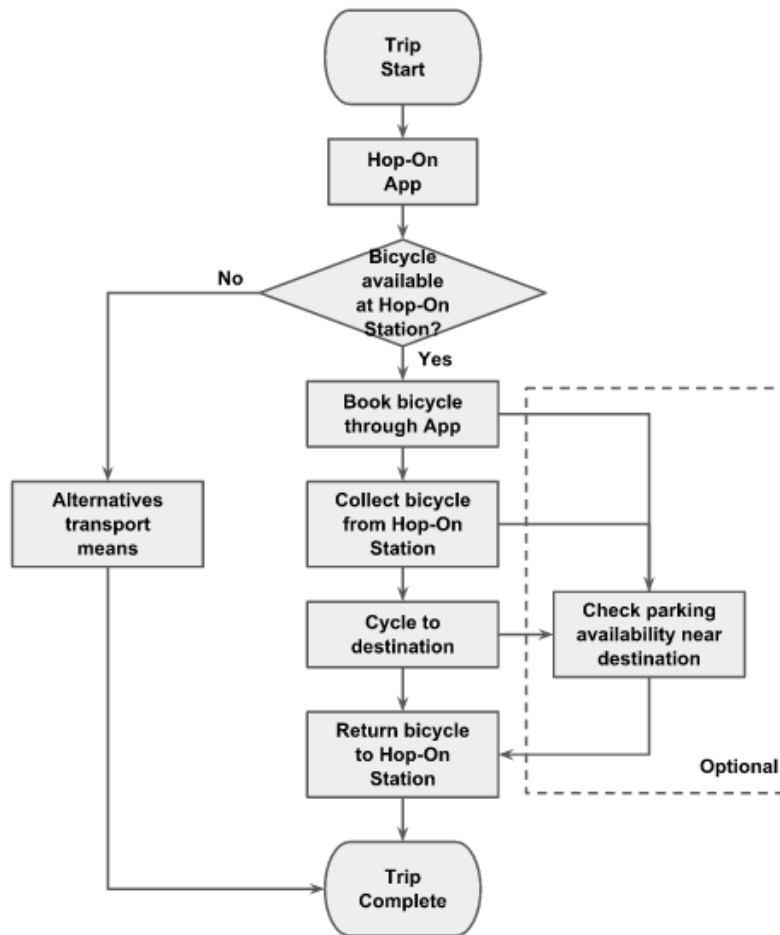 Trip
Start
Hop-On
App
Bicycle
available
at Hop-On
Station?
No
Yes
Book bicycle
through App
Alternatives
transport
means
Collect bicycle
from Hop-On
Station
Cycle to
destination
Check parking
availability near
destination
Return bicycle
to Hop-On
Station
Optional
Trip
Complete